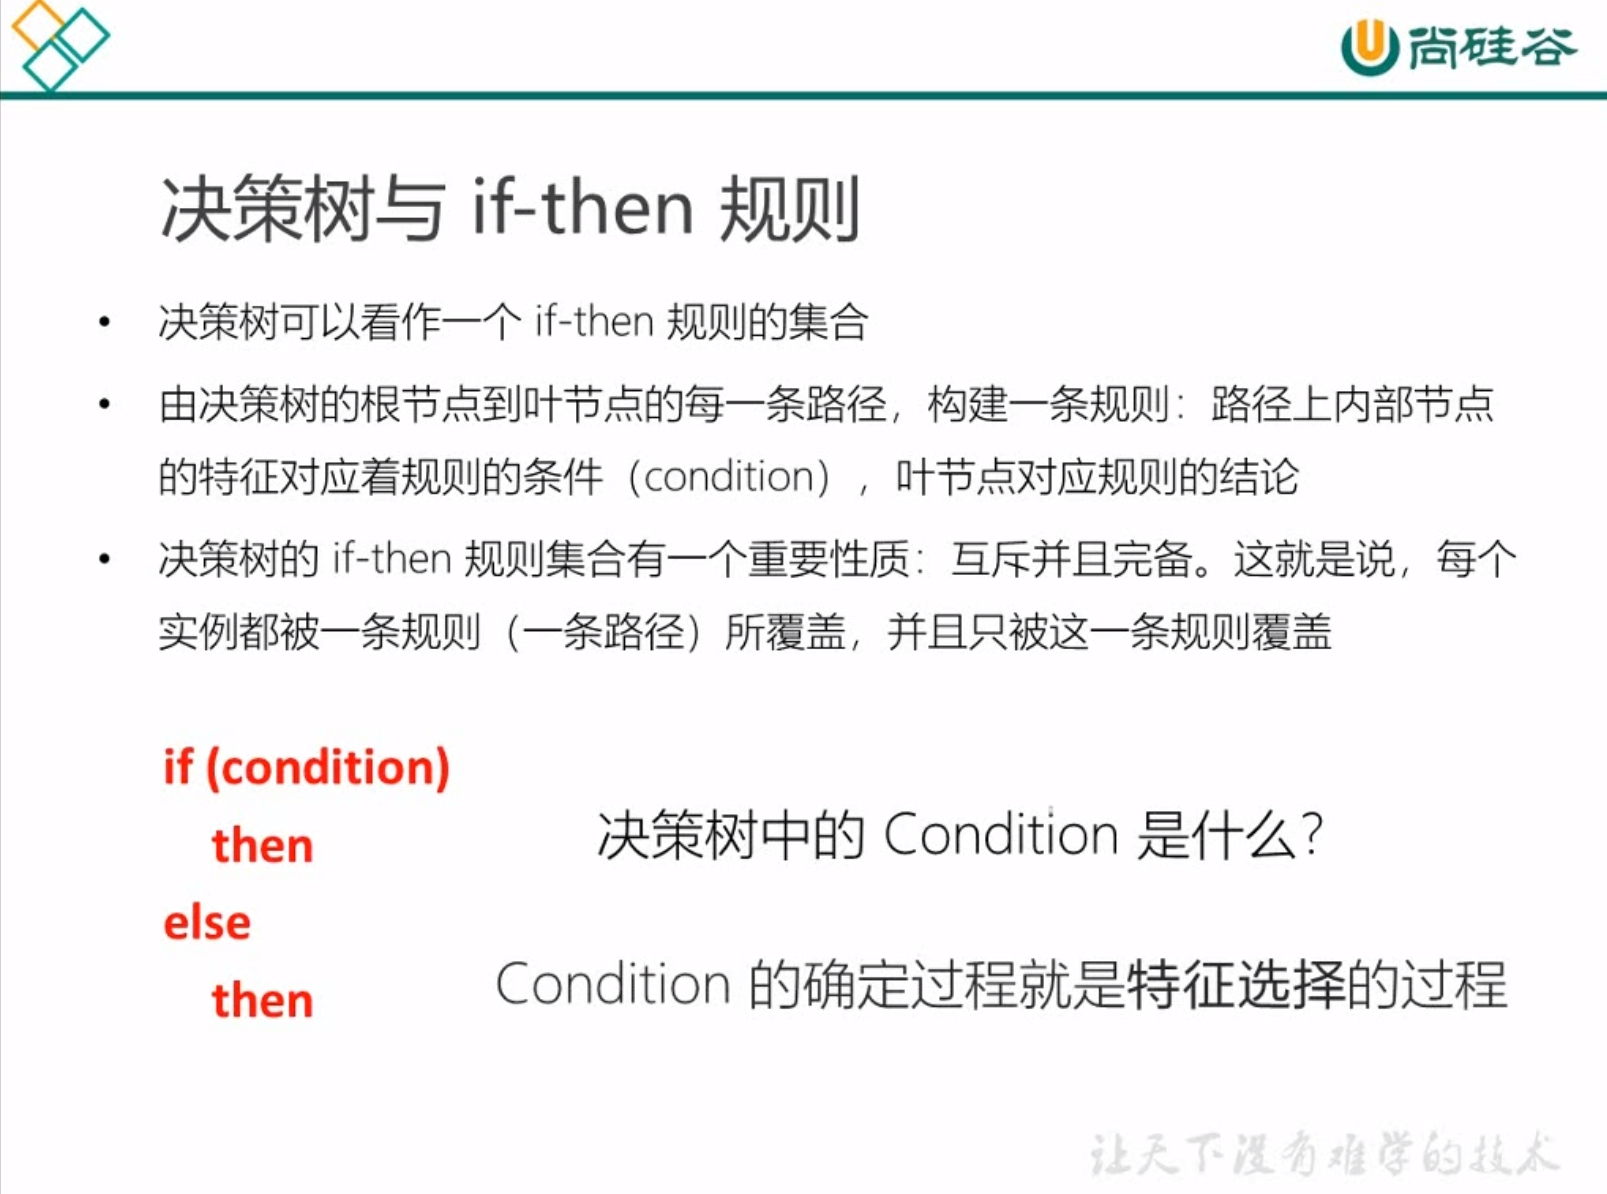 尚硅谷
决策树与 if-then 规则
• 决策树可以看作一个 if-then 规则的集合
• 由决策树的根节点到叶节点的每一条路径，构建一条规则：路径上内部节点
的特征对应着规则的条件（condition），叶节点对应规则的结论
• 决策树的 if-then 规则集合有一个重要性质：互斥并且完备。这就是说，每个
实例都被一条规则（一条路径）所覆盖，并且只被这一条规则覆盖
if (condition)
then
else
then
决策树中的 Condition 是什么？
Condition 的确定过程就是特征选择的过程
让天下没有难学的技术